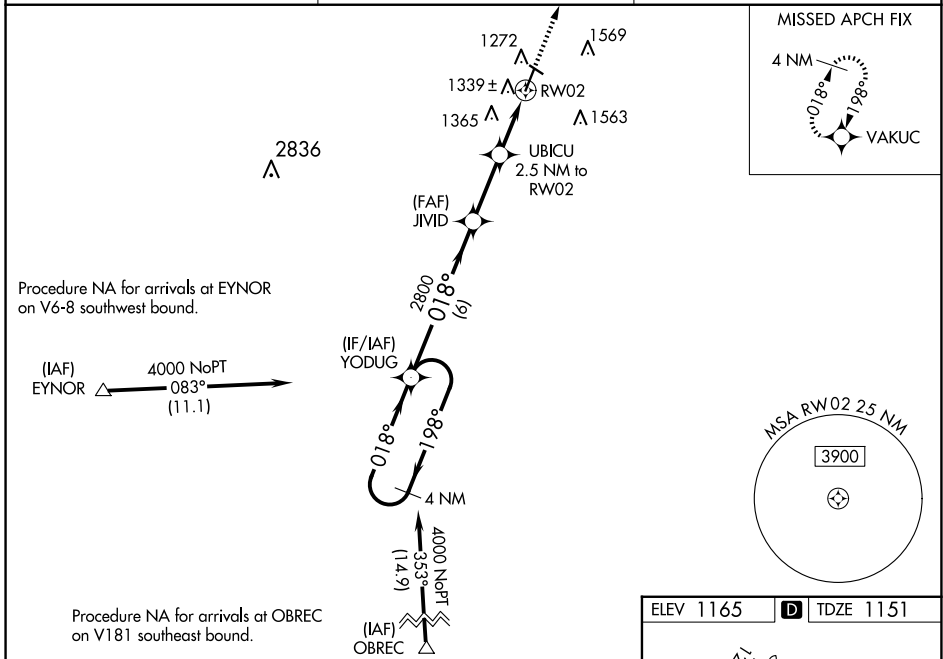 MISSED APCH FIX
4 NM
018°
198°
VAKUC
1272
1569
1339 ±
RW02
1365
1563
2836
UBICU
2.5 NM to
RW02
(FAF)
JIVID
2800
018°
(6)
Procedure NA for arrivals at EYNOR
on V6-8 southwest bound.
(IF/IAF)
YODUG
(IAF)
EYNOR
4000 NoPT
083°
(11.1)
018°
198°
4 NM
MSA RW02 25 NM
3900
4000 NoPT
353°
(14.9)
Procedure NA for arrivals at OBREC
on V181 southeast bound.
(IAF)
OBREC
ELEV 1165 D TDZE 1151